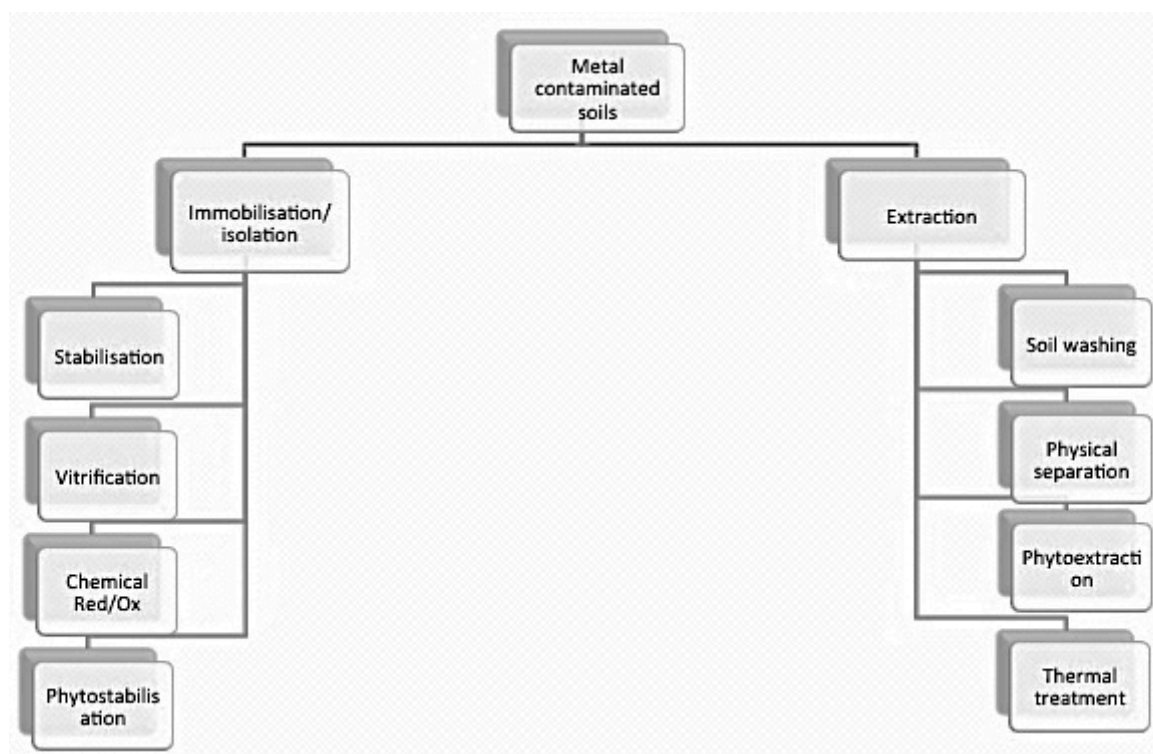 Metal
contaminated
soils
Immobilisation/
isolation
Extraction
Stabilisation
Vitrification
Chemical
Red/Ox
Phytostabilis
ation
Soil washing
Physical
separation
Phytoextracti
on
Thermal
treatment